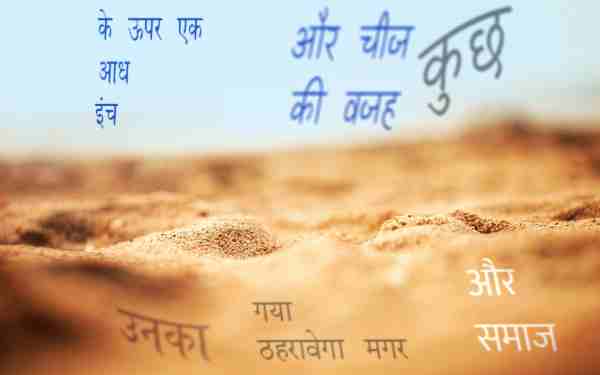 के ऊपर एक
आध
इंच
और चीज
की वजह
कुछ
उनका
गया
ठहरावेगा मगर
और
समाज